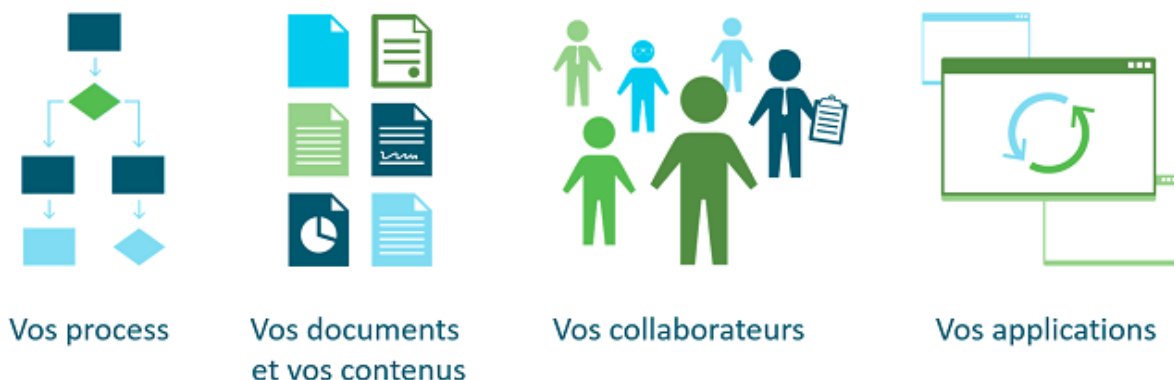 Vos process
Vos documents
et vos contenus
Vos collaborateurs
Vos applications